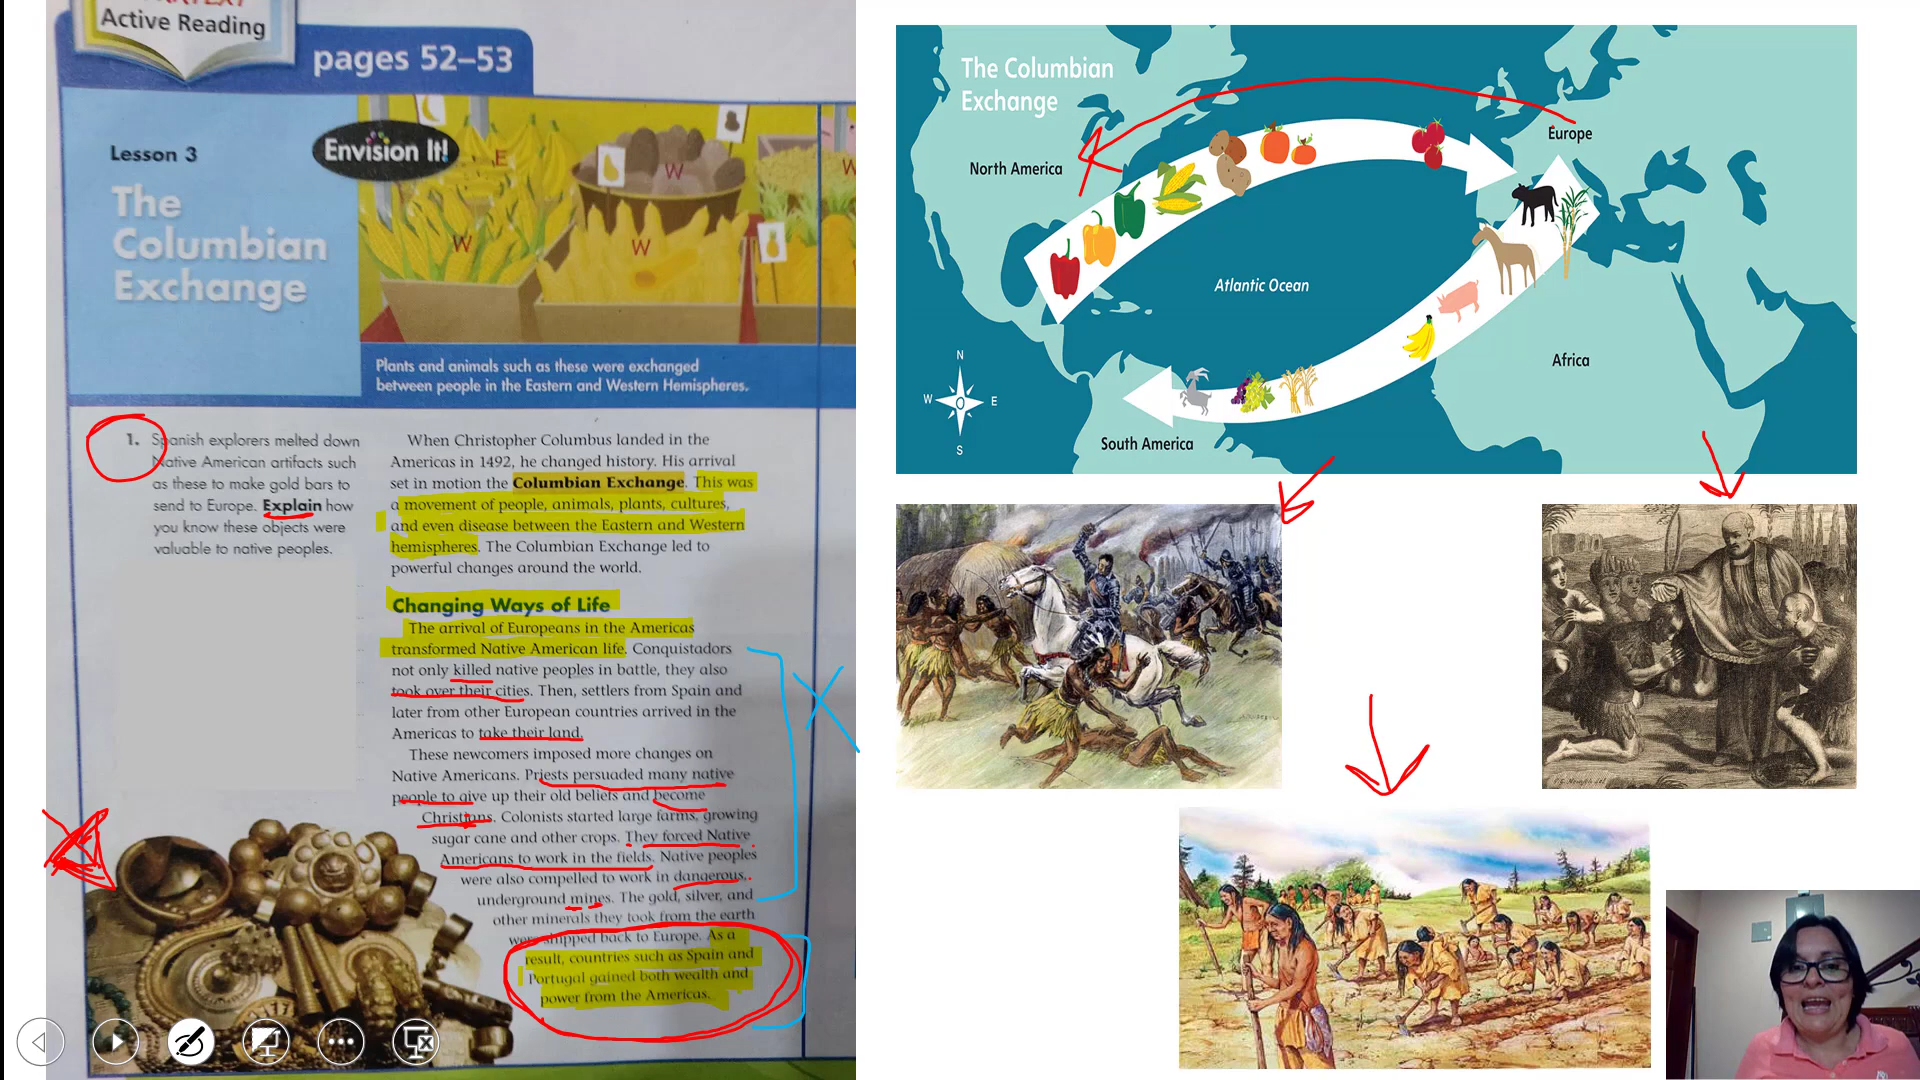 Active Reading
pages 52–53
Lesson 3
Envision It!
The
Columbian
Exchange
E
W
W
W
W
Plants and animals such as these were exchanged
between people in the Eastern and Western Hemispheres.
1. Spanish explorers melted down
Native American artifacts such
as these to make gold bars to
send to Europe. Explain how
you know these objects were
valuable to native peoples.
When Christopher Columbus landed in the
Americas in 1492, he changed history. His arrival
set in motion the Columbian Exchange. This was
a movement of people, animals, plants, cultures,
and even disease between the Eastern and Western
hemispheres. The Columbian Exchange led to
powerful changes around the world.
Changing Ways of Life
The arrival of Europeans in the Americas
transformed Native American life. Conquistadors
not only killed native peoples in battle, they also
took over their cities. Then, settlers from Spain and
later from other European countries arrived in the
Americas to take their land.
These newcomers imposed more changes on
Native Americans. Priests persuaded many native
people to give up their old beliefs and become
Christians. Colonists started large farms, growing
sugar cane and other crops. They forced Native
Americans to work in the fields. Native peoples
were also compelled to work in dangerous,
underground mines. The gold, silver, and
other minerals they took from the earth
were shipped back to Europe. As a
result, countries such as Spain and
Portugal gained both wealth and
power from the Americas.
The Columbian
Exchange
Europe
North America
Atlantic Ocean
Africa
South America
N
W
E
S